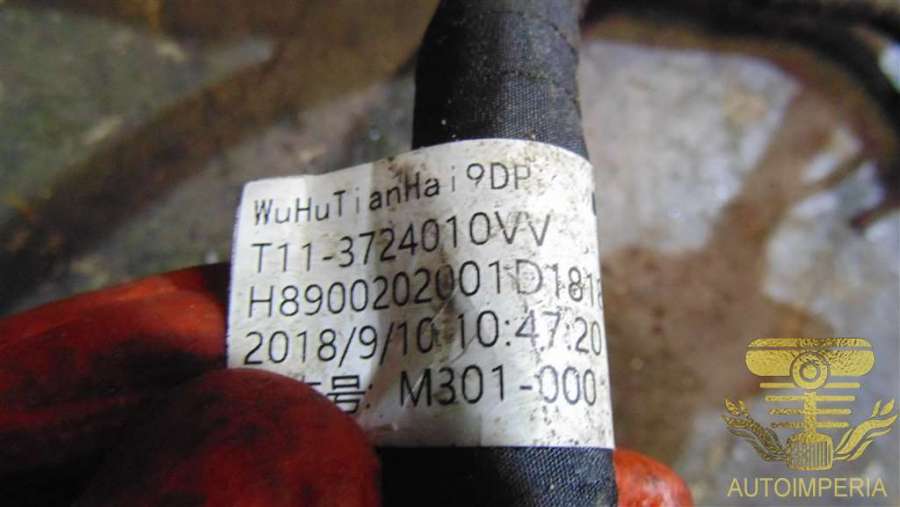 WuHuTianHai9DP
T11-3724010VV
H8900202001D181
2018/9/10 10:47:20
号: M301-000
AUTOIMPERIA